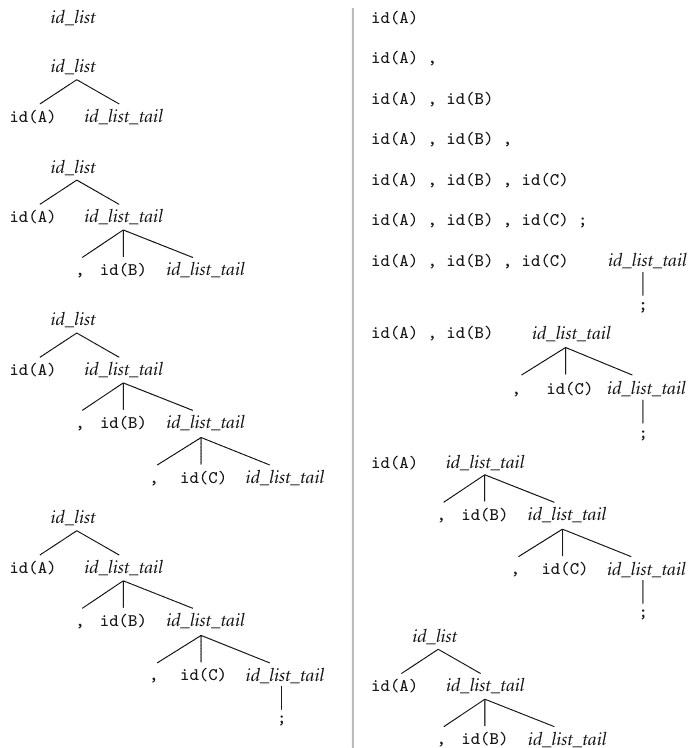 id_list
id_list
id(A) id_list_tail
id_list
id(A) id_list_tail
, id(B) id_list_tail
id_list
id(A) id_list_tail
, id(B) id_list_tail
, id(C) id_list_tail
id_list
id(A) id_list_tail
, id(B) id_list_tail
, id(C) id_list_tail
;
id(A)
id(A) ,
id(A) , id(B)
id(A) , id(B) ,
id(A) , id(B) , id(C)
id(A) , id(B) , id(C) ;
id(A) , id(B) , id(C) id_list_tail
;
id(A) , id(B) id_list_tail
, id(C) id_list_tail
;
id(A) id_list_tail
, id(B) id_list_tail
, id(C) id_list_tail
;
id_list
id(A) id_list_tail
, id(B) id_list_tail